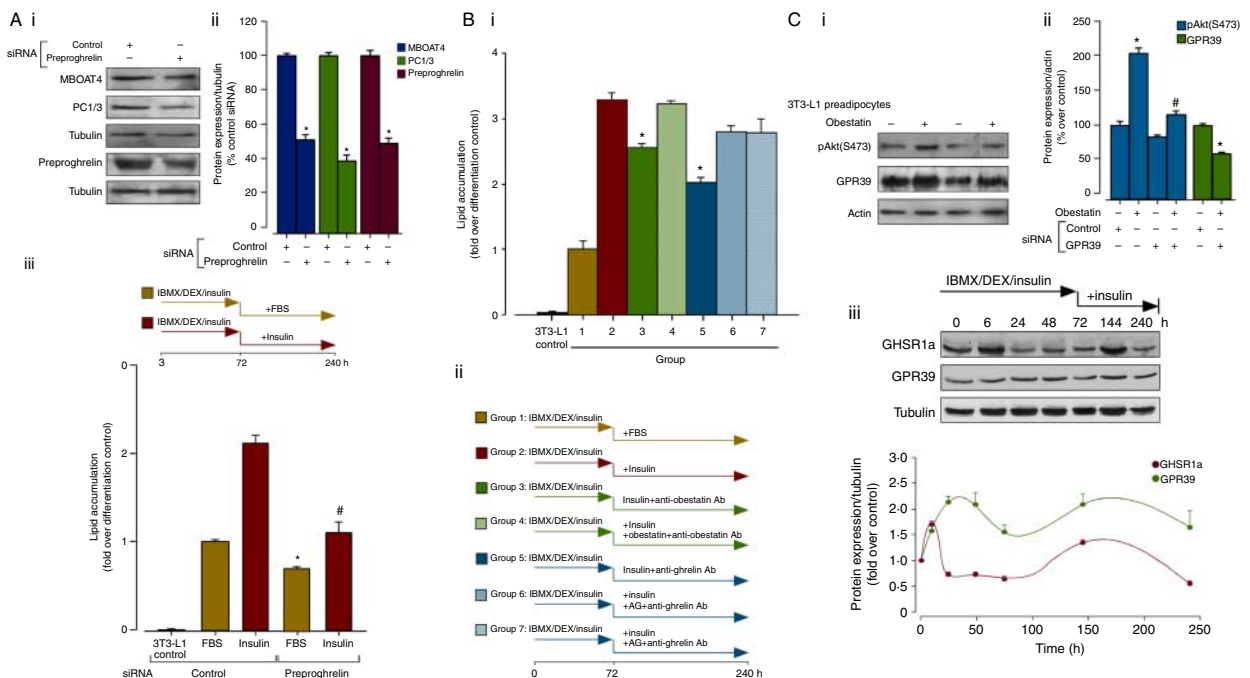 A i
siRNA
Control + –
Preproghrelin – +
MBOAT4
PC1/3
Tubulin
Preproghrelin
Tubulin
ii
MBOAT4
PC1/3
Preproghrelin
Protein expression/tubulin
(% control siRNA)
120
100
80
60
40
20
0
* * *
siRNA
Control + – + – + –
Preproghrelin – + – + – +
iii
IBMX/DEX/insulin
+FBS
IBMX/DEX/insulin
+Insulin
3 72 240 h
Lipid accumulation
(fold over differentiation control)
0
2
1
0
* #
3T3-L1
control
FBS Insulin FBS Insulin
siRNA Control Preproghrelin
B i
Lipid accumulation
(fold over differentiation control)
4
3
2
1
0
* *
3T3-L1
control
1 2 3 4 5 6 7
Group
ii
Group 1: IBMX/DEX/insulin
+FBS
Group 2: IBMX/DEX/insulin
+Insulin
Group 3: IBMX/DEX/insulin
Insulin+anti-obestatin Ab
Group 4: IBMX/DEX/insulin
+Insulin
+obestatin+anti-obestatin Ab
Group 5: IBMX/DEX/insulin
Insulin+anti-ghrelin Ab
Group 6: IBMX/DEX/insulin
+insulin
+AG+anti-ghrelin Ab
Group 7: IBMX/DEX/insulin
+insulin
+AG+anti-ghrelin Ab
0 72 240 h
C i
3T3-L1 preadipocytes
Obestatin – + – +
pAkt(S473)
GPR39
Actin
ii
pAkt(S473)
GPR39
Protein expression/actin
(% over control)
250
200
150
100
50
0
* # *
Obestatin – + – +
siRNA
Control + + – – + –
GPR39 – – + + – +
iii
IBMX/DEX/insulin
+insulin
0 6 24 48 72 144 240 h
GHSR1a
GPR39
Tubulin
GHSR1a
GPR39
Protein expression/tubulin
(fold over control)
3·0
2·5
2·0
1·5
1·0
0·5
0
0 50 100 150 200 250
Time (h)